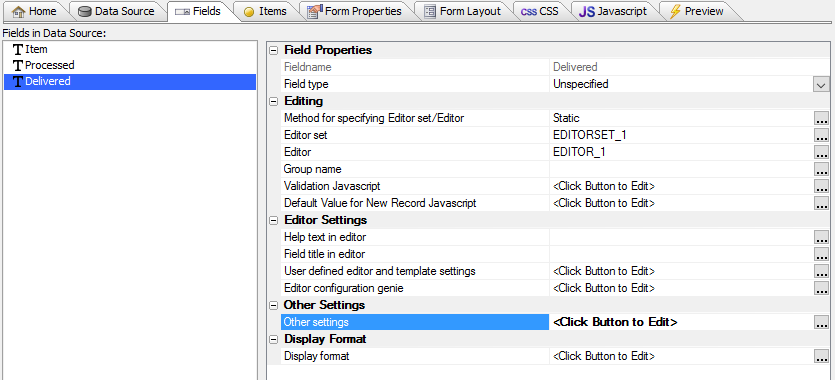 Home Data Source Fields Items Form Properties Form Layout CSS CSS JS Javascript Preview
Fields in Data Source:
T Item
T Processed
T Delivered
Field Properties
Fieldname Delivered
Field type Unspecified
Editing
Method for specifying Editor set/Editor Static ...
Editor set EDITORSET_1 ...
Editor EDITOR_1 ...
Group name ...
Validation Javascript <Click Button to Edit> ...
Default Value for New Record Javascript <Click Button to Edit> ...
Editor Settings
Help text in editor ...
Field title in editor ...
User defined editor and template settings <Click Button to Edit> ...
Editor configuration genie <Click Button to Edit> ...
Other Settings
Other settings <Click Button to Edit> ...
Display Format
Display format <Click Button to Edit> ...